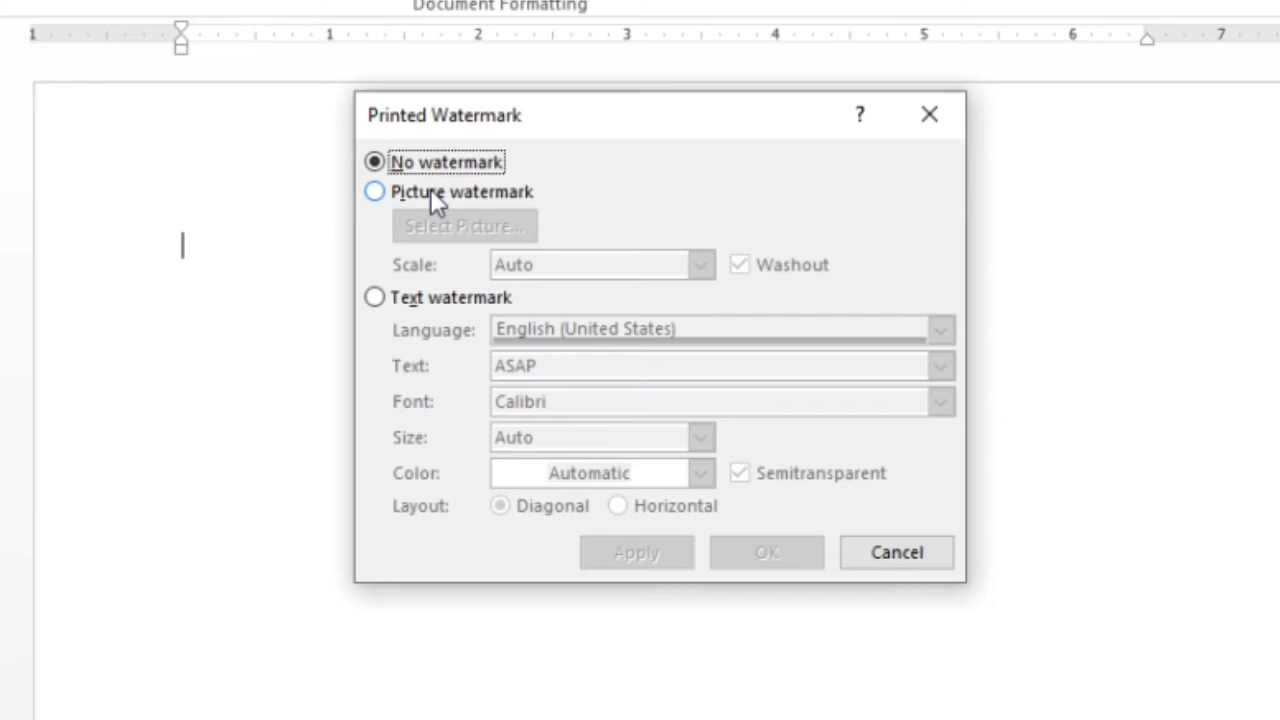 Document Formatting
1 1 2 3 4 5 6 7
Printed Watermark ?
No watermark
Picture watermark
Select Picture...
Scale: Auto Washout
Text watermark
Language: English (United States)
Text: ASAP
Font: Calibri
Size: Auto
Color: Automatic Semitransparent
Layout: Diagonal Horizontal
Apply OK Cancel